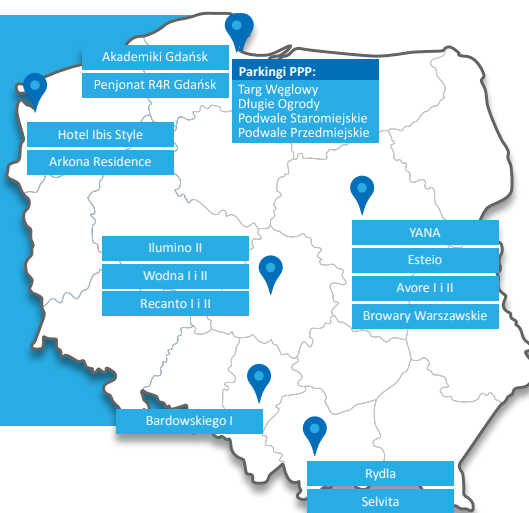 Akademiki Gdańsk
Penjonat R4R Gdańsk
Parkingi PPP:
Targ Węglowy
Długie Ogrody
Podwale Staromiejskie
Podwale Przedmiejskie
Hotel Ibis Style
Arkona Residence
YANA
Esteio
Avore I i II
Browary Warszawskie
Ilumino II
Wodna I i II
Recanto I i II
Bardowskiego I
Rydla
Selvita